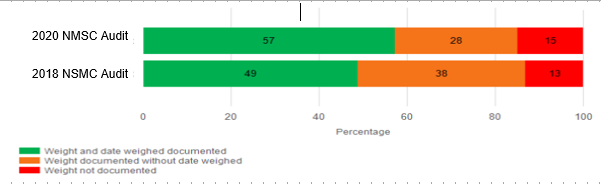 2020 NMSC Audit
57 28 15
2018 NSMC Audit
49 38 13
0 20 40 60 80 100
Percentage
Weight and date weighed documented
Weight documented without date weighed
Weight not documented